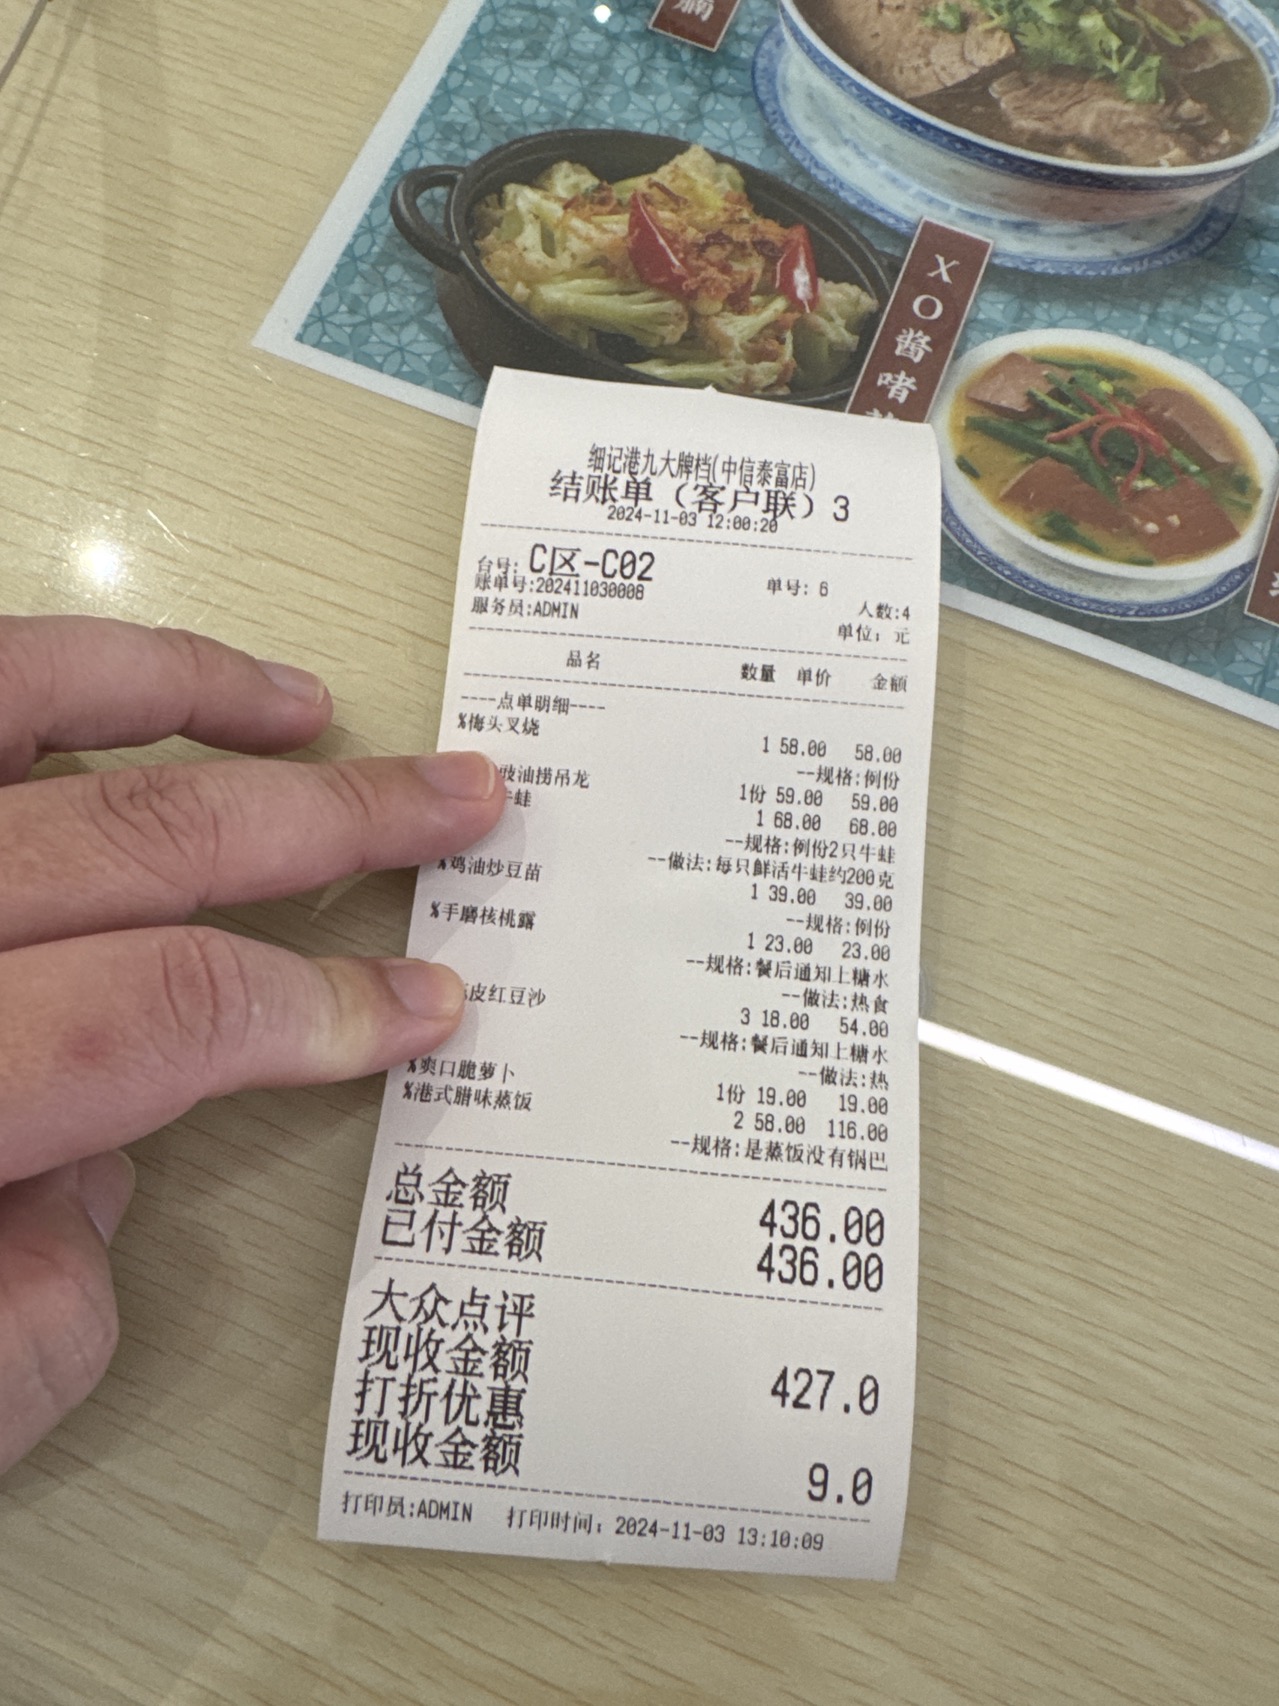 腩
XO酱啫
细记港九大牌档(中信泰富店)
结账单（客户联）3
2024-11-03 12:00:20
台号: C区-C02 单号: 6
账单号:202411030008 人数:4
服务员:ADMIN 单位: 元
品名 数量 单价 金额
----点单明细----
%梅头叉烧
1 58.00 58.00
--规格:例份
豉油捞吊龙
1份 59.00 59.00
牛蛙
1 68.00 68.00
--规格:例份2只牛蛙
--做法:每只鲜活牛蛙约200克
%鸡油炒豆苗
1 39.00 39.00
--规格:例份
%手磨核桃露
1 23.00 23.00
--规格:餐后通知上糖水
--做法:热食
皮红豆沙
3 18.00 54.00
--规格:餐后通知上糖水
--做法:热
%爽口脆萝卜
1份 19.00 19.00
%港式腊味蒸饭
2 58.00 116.00
--规格:是蒸饭没有锅巴
总金额 436.00
已付金额 436.00
大众点评
现收金额 427.0
打折优惠
现收金额 9.0
打印员:ADMIN 打印时间: 2024-11-03 13:10:09